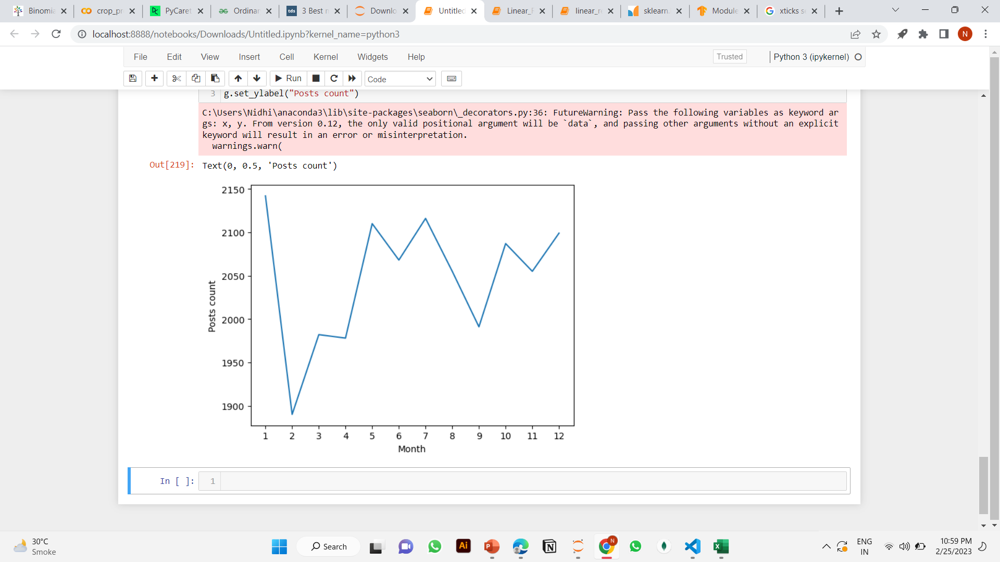 Binomia
crop_pr
PyCaret
Ordinar
tds
3 Best n
Downlo
Untitled
Linear_F
linear_re
sklearn.
Module
xticks se
localhost:8888/notebooks/Downloads/Untitled.ipynb?kernel_name=python3
N
File Edit View Insert Cell Kernel Widgets Help
Trusted
Python 3 (ipykernel)
Run
Code
3 g.set_ylabel("Posts count")
C:\Users\Nidhi\anaconda3\lib\site-packages\seaborn\_decorators.py:36: FutureWarning: Pass the following variables as keyword ar
gs: x, y. From version 0.12, the only valid positional argument will be `data`, and passing other arguments without an explicit
keyword will result in an error or misinterpretation.
warnings.warn(
Out[219]: Text(0, 0.5, 'Posts count')
2150
2100
2050
2000
1950
1900
Posts count
1 2 3 4 5 6 7 8 9 10 11 12
Month
In [ ]: 1
30°C
Smoke
Search
Ai
P
N
N
X
ENG
IN
10:59 PM
2/25/2023